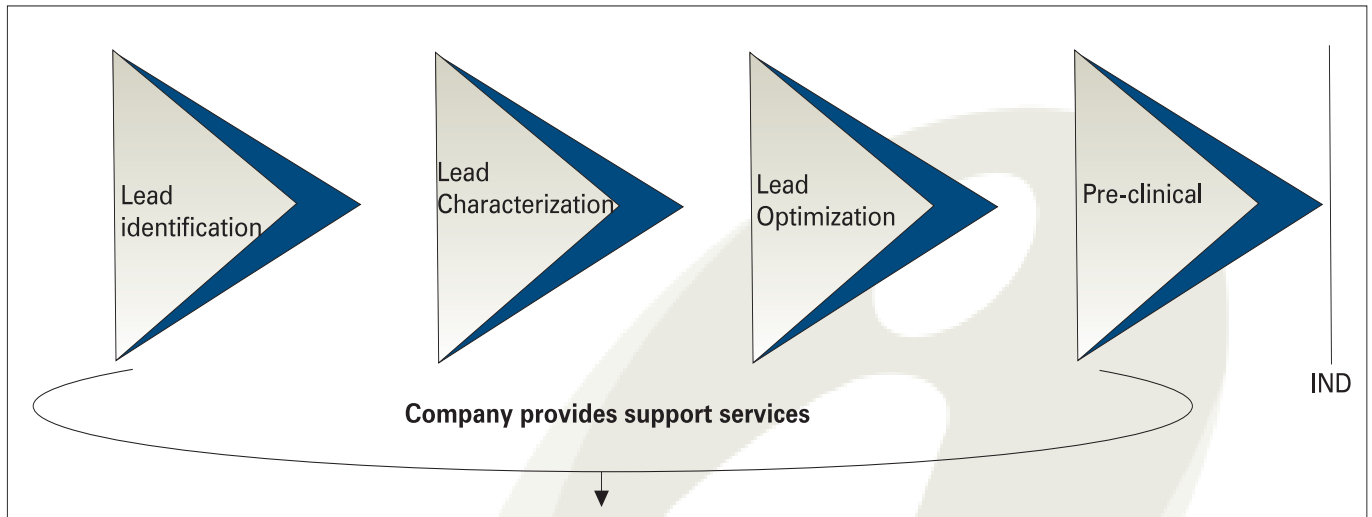 Lead
identification
Lead
Characterization
Lead
Optimization
Pre-clinical
IND
Company provides support services